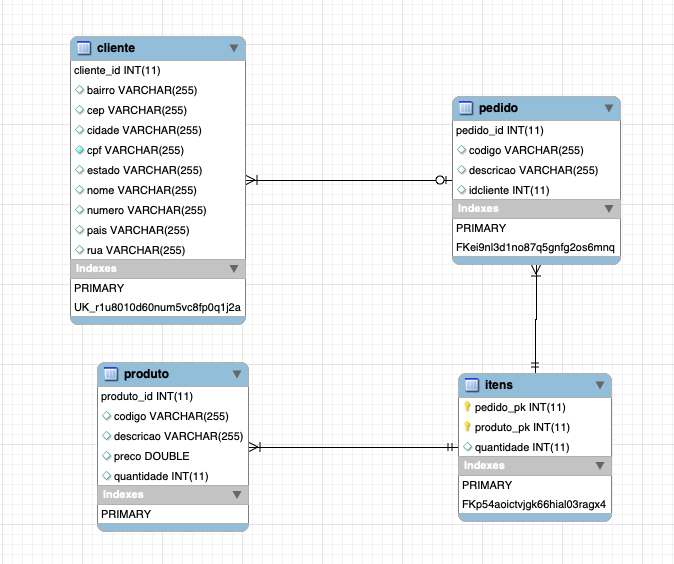 cliente
cliente_id INT(11)
bairro VARCHAR(255)
cep VARCHAR(255)
cidade VARCHAR(255)
cpf VARCHAR(255)
estado VARCHAR(255)
nome VARCHAR(255)
numero VARCHAR(255)
pais VARCHAR(255)
rua VARCHAR(255)
Indexes
PRIMARY
UK_r1u8010d60num5vc8fp0q1j2a
pedido
pedido_id INT(11)
codigo VARCHAR(255)
descricao VARCHAR(255)
idcliente INT(11)
Indexes
PRIMARY
FKei9nl3d1no87q5gnfg2os6mnq
produto
produto_id INT(11)
codigo VARCHAR(255)
descricao VARCHAR(255)
preco DOUBLE
quantidade INT(11)
Indexes
PRIMARY
itens
pedido_pk INT(11)
produto_pk INT(11)
quantidade INT(11)
Indexes
PRIMARY
FKp54aoictvjgk66hial03ragx4